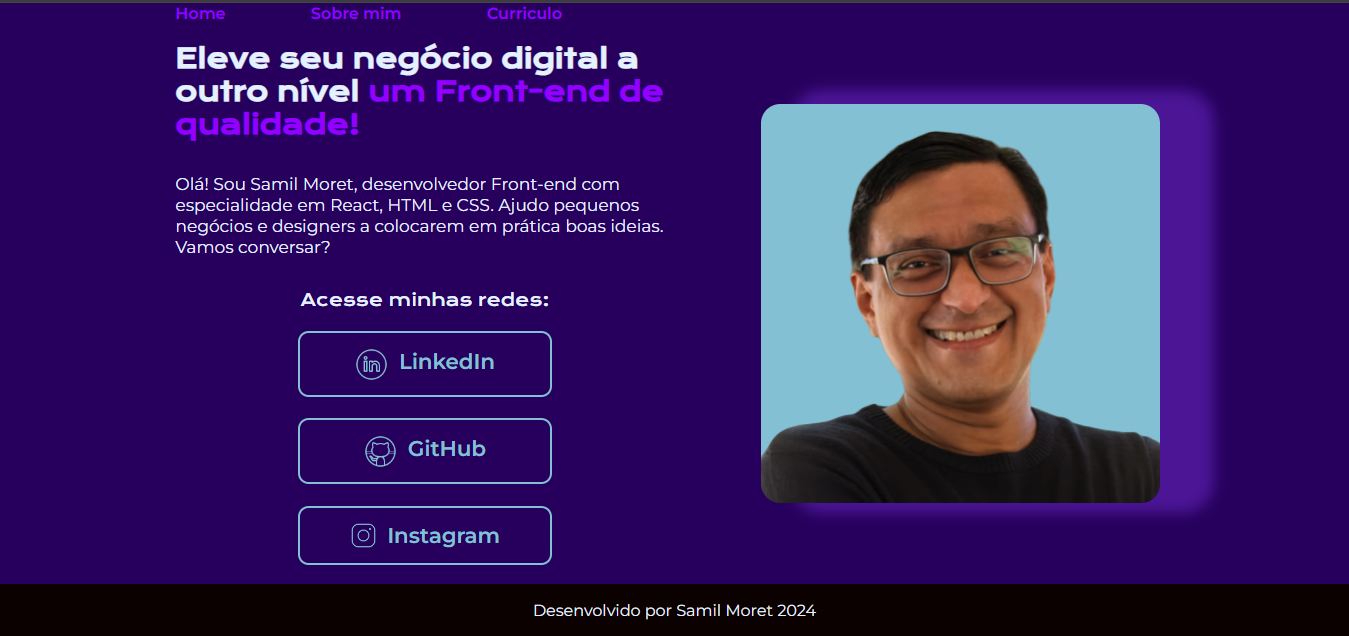 Home Sobre mim Curriculo
Eleve seu negócio digital a
outro nível um Front-end de
qualidade!
Olá! Sou Samil Moret, desenvolvedor Front-end com
especialidade em React, HTML e CSS. Ajudo pequenos
negócios e designers a colocarem em prática boas ideias.
Vamos conversar?
Acesse minhas redes:
LinkedIn
GitHub
Instagram
Desenvolvido por Samil Moret 2024